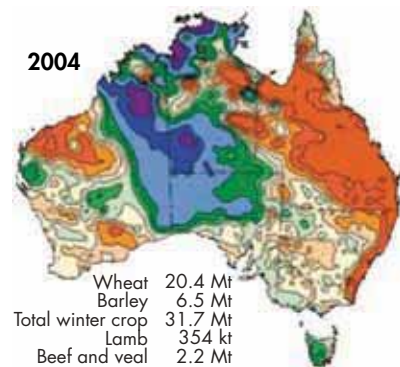 2004
Wheat 20.4 Mt
Barley 6.5 Mt
Total winter crop 31.7 Mt
Lamb 354 kt
Beef and veal 2.2 Mt